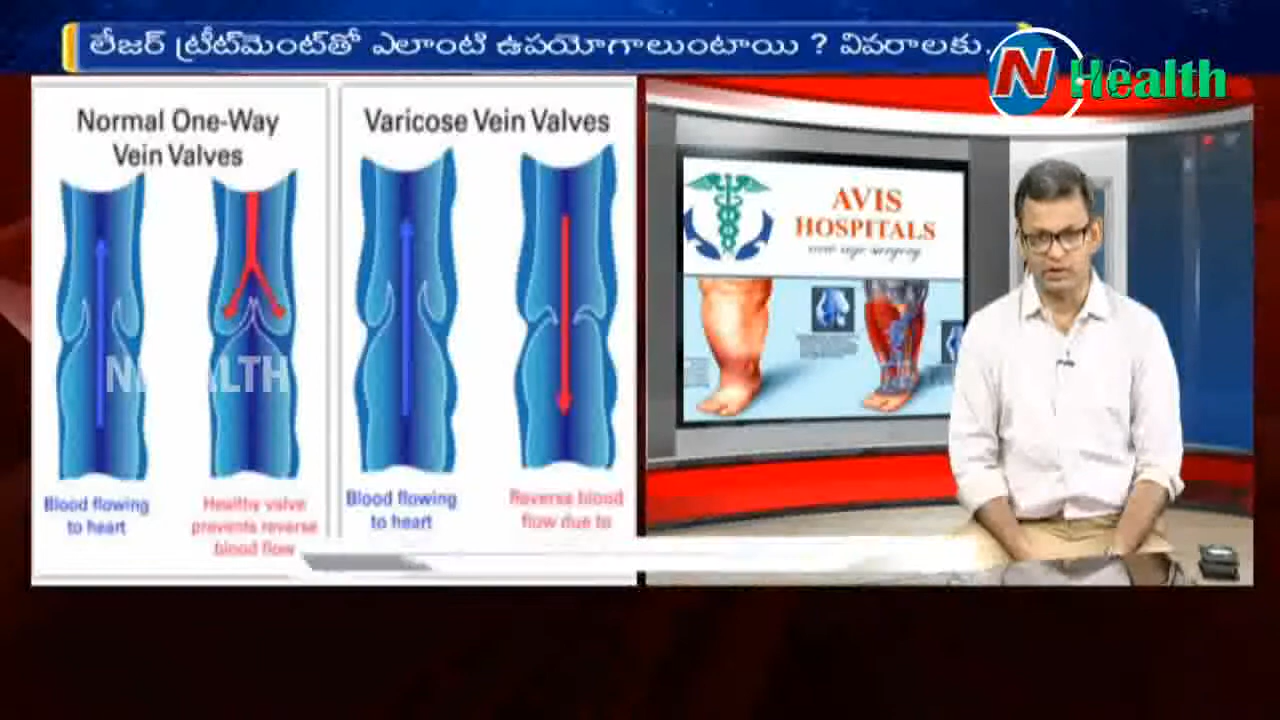 లేజర్ ట్రీట్‌మెంట్‌తో ఎలాంటి ఉపయోగాలుంటాయి ? వివరాలకు..
N Health
Normal One-Way
Vein Valves
Varicose Vein Valves
AVIS
HOSPITALS
Blood flowing
to heart
Healthy valve
prevents reverse
blood flow
Blood flowing
to heart
Reverse blood
flow due to